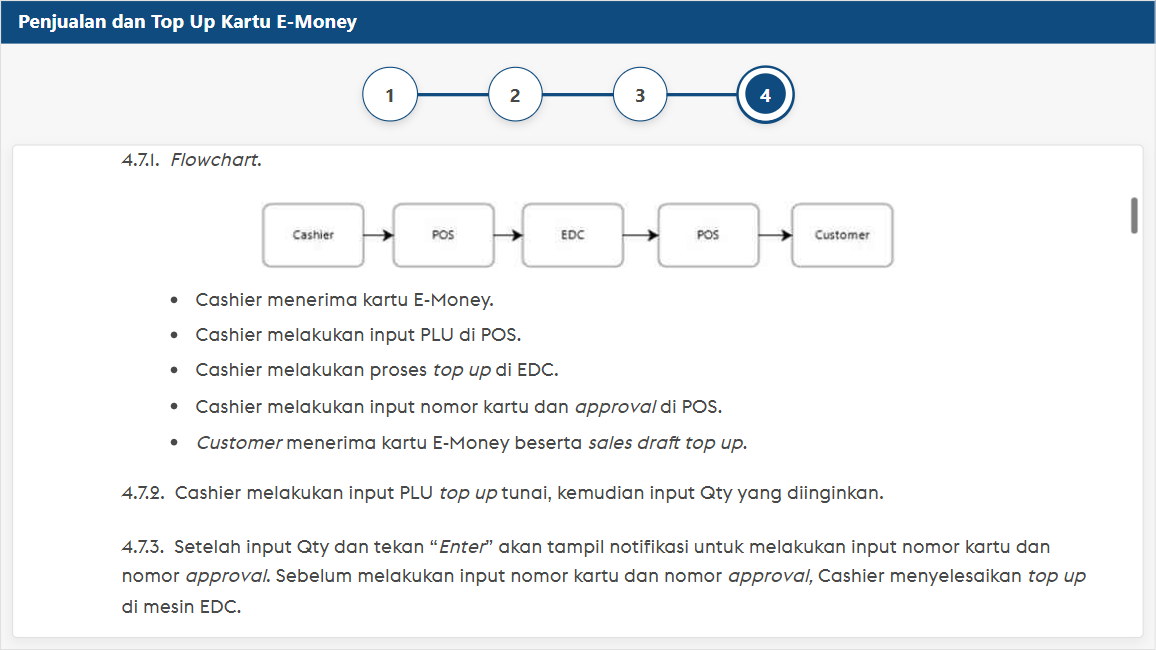 Penjualan dan Top Up Kartu E-Money
1 2 3 4
4.7.1. Flowchart.
Cashier POS EDC POS Customer
• Cashier menerima kartu E-Money.
• Cashier melakukan input PLU di POS.
• Cashier melakukan proses top up di EDC.
• Cashier melakukan input nomor kartu dan approval di POS.
• Customer menerima kartu E-Money beserta sales draft top up.
4.7.2. Cashier melakukan input PLU top up tunai, kemudian input Qty yang diinginkan.
4.7.3. Setelah input Qty dan tekan “Enter” akan tampil notifikasi untuk melakukan input nomor kartu dan
nomor approval. Sebelum melakukan input nomor kartu dan nomor approval, Cashier menyelesaikan top up
di mesin EDC.